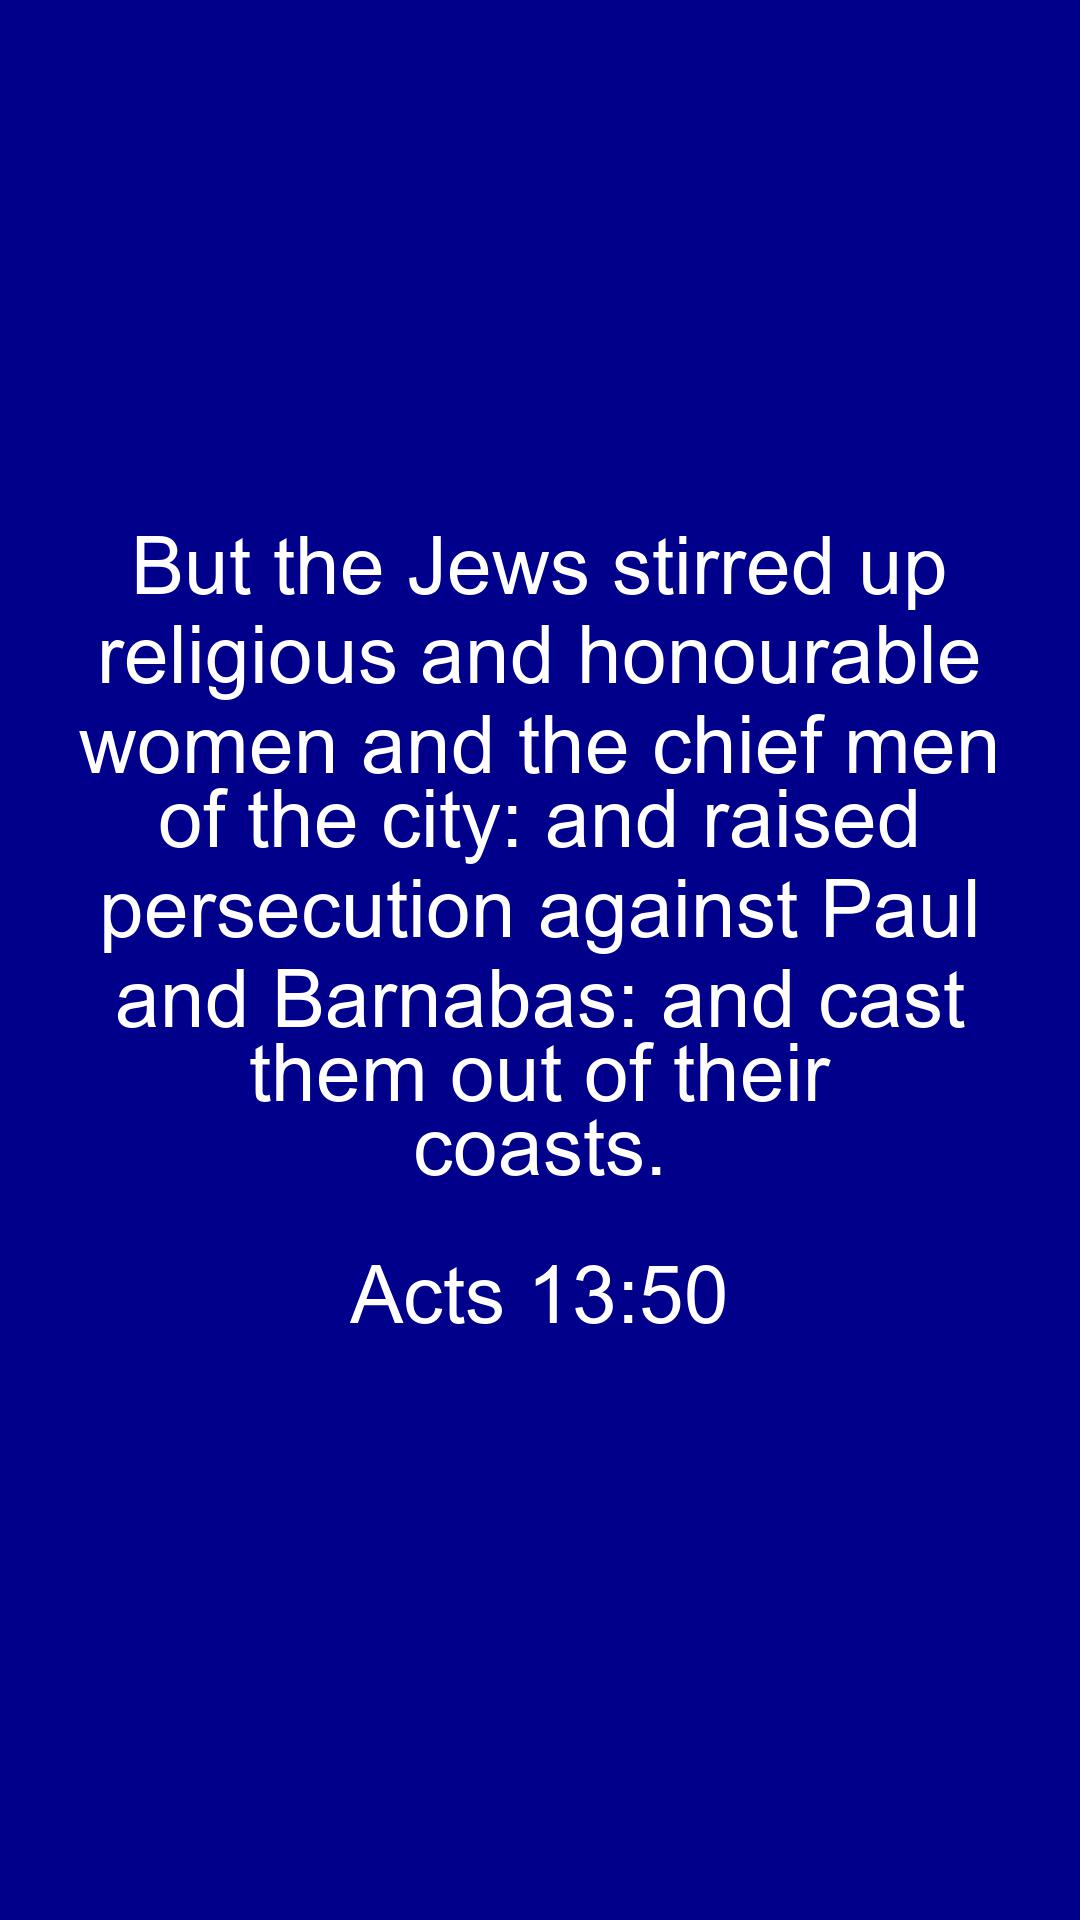 But the Jews stirred up
religious and honourable
women and the chief men
of the city: and raised
persecution against Paul
and Barnabas: and cast
them out of their
coasts.
Acts 13:50